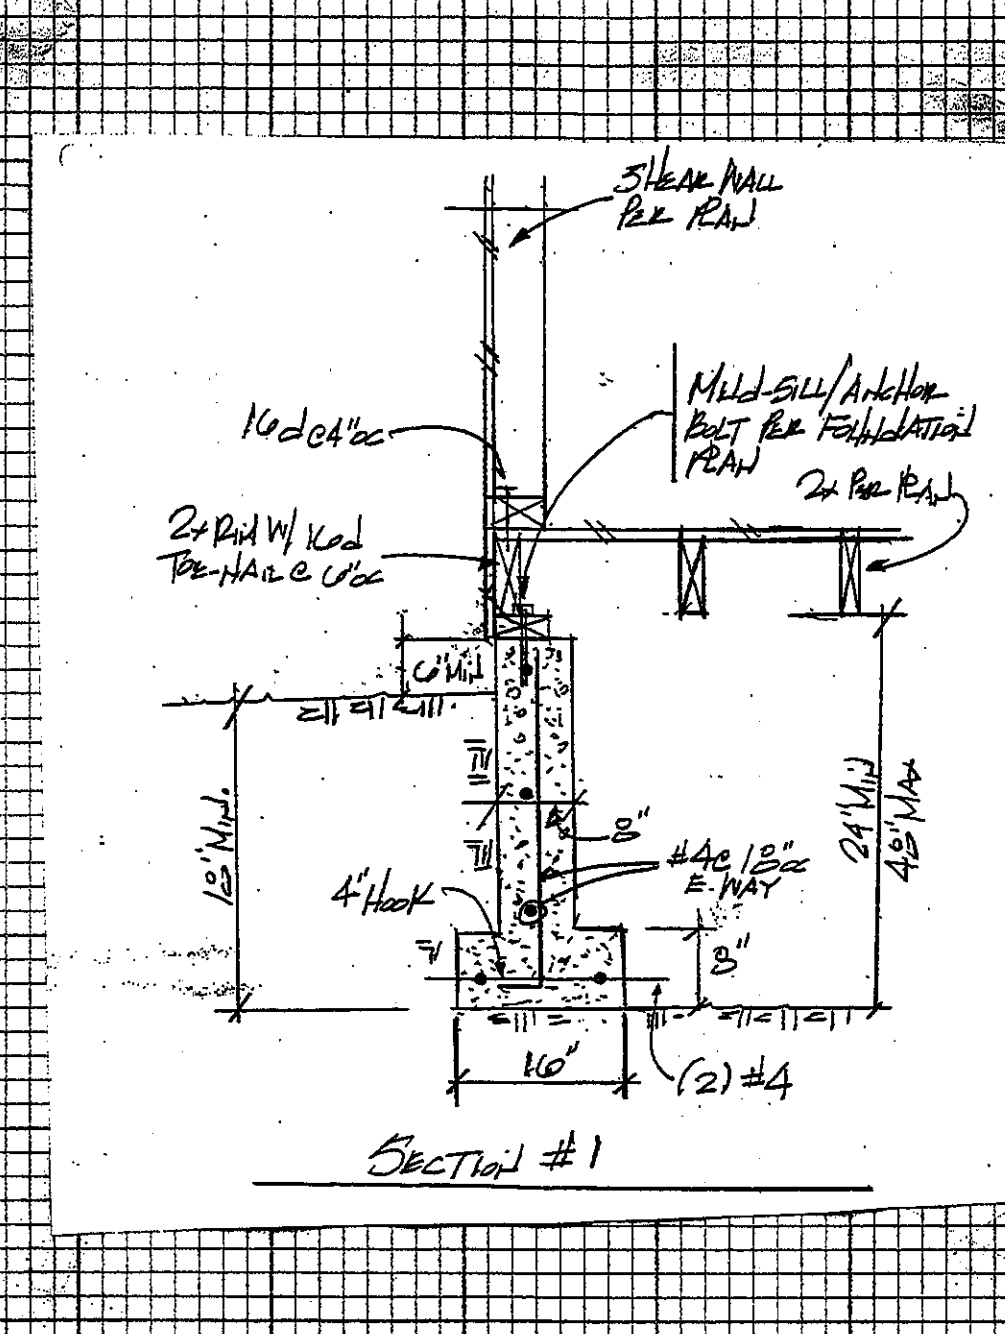 SHEAR WALL
PER PLAN
MUD-SILL/ANCHOR
BOLT PER FOUNDATION
PLAN
16d @ 4" OC
2x PER PLAN
2x RIM W/ 16d
TOE-NAIL @ 6" OC
6" MIN
18" MIN.
8"
24" MIN
48" MAX
#4 @ 18" OC
E-WAY
4" HOOK
8"
16"
(2) #4
SECTION #1